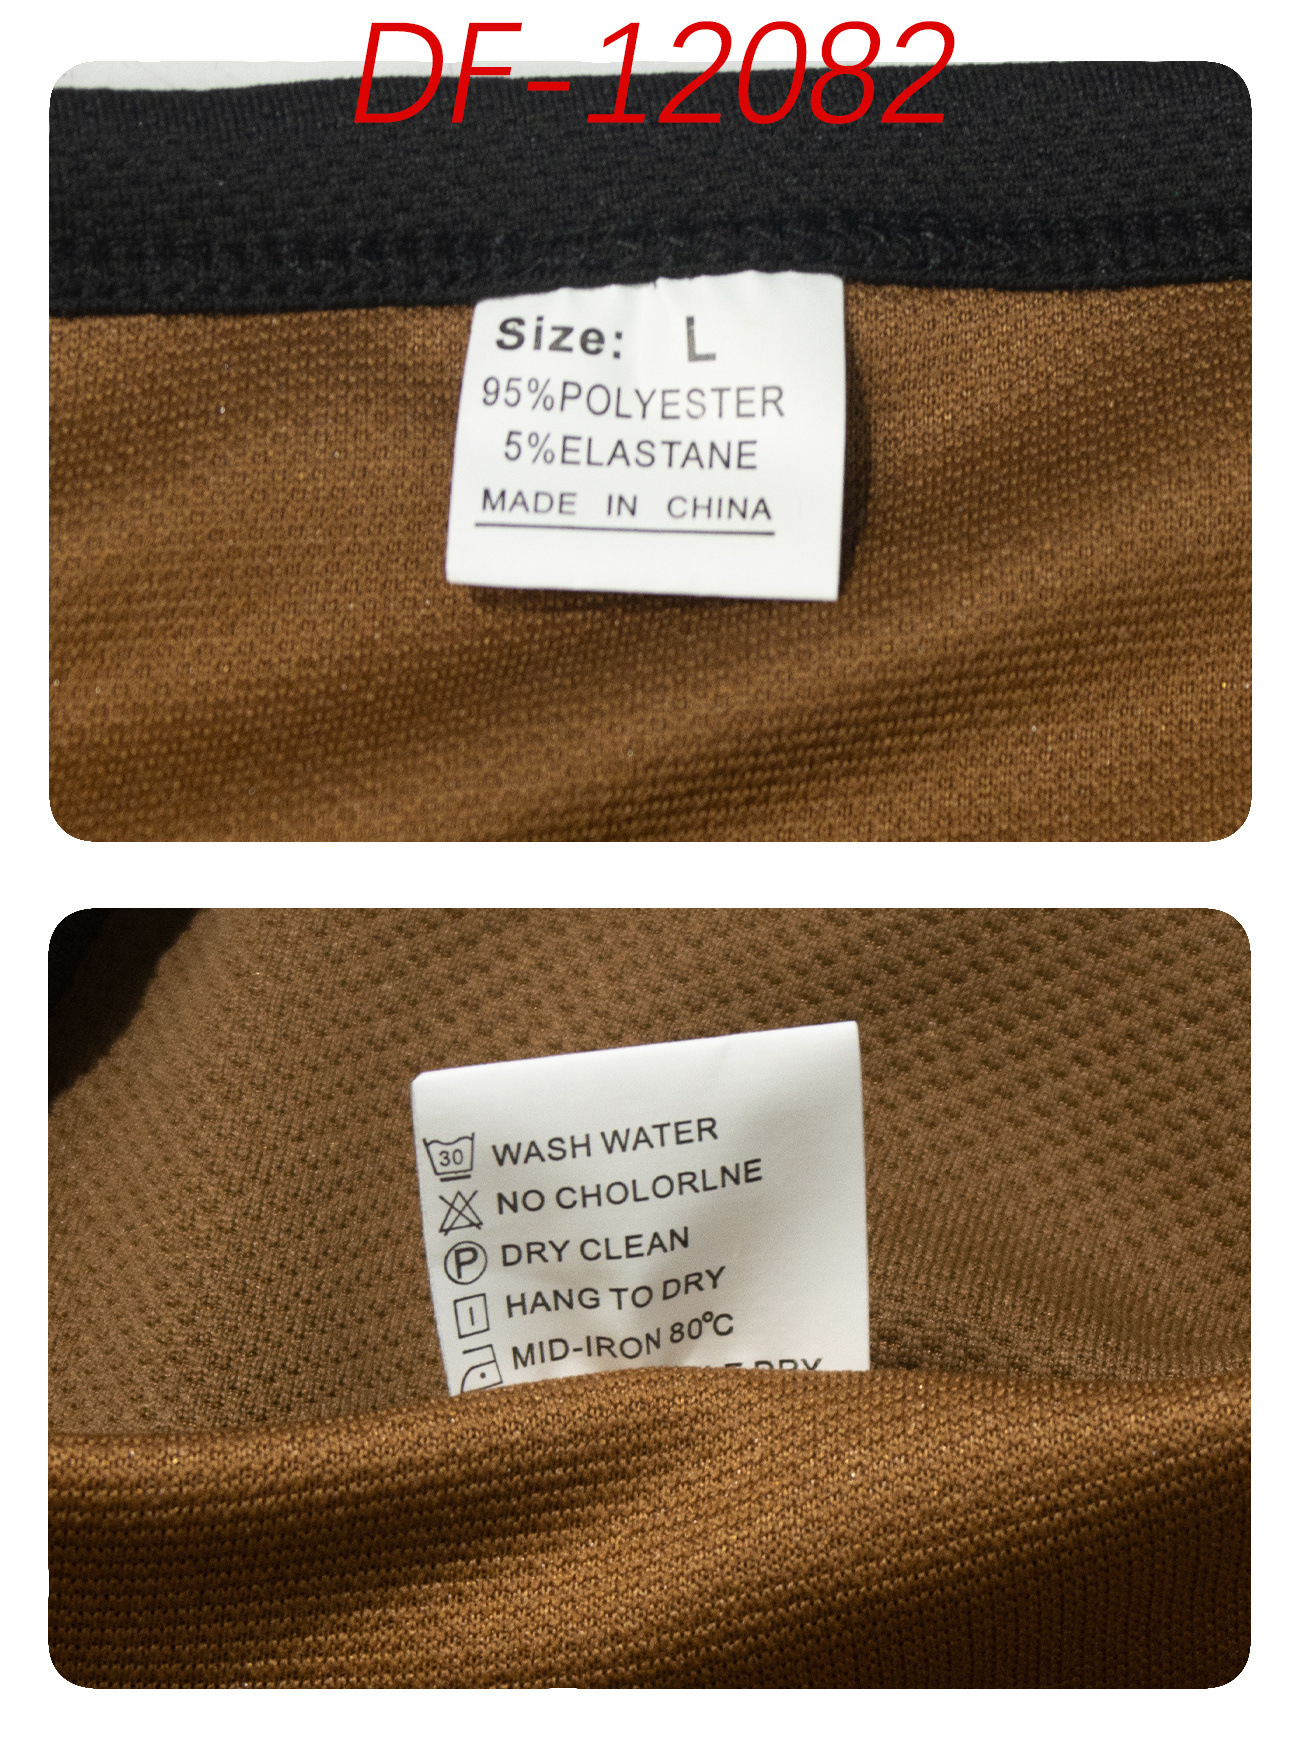 DF-12082
Size: L
95%POLYESTER
5%ELASTANE
MADE IN CHINA
30 WASH WATER
NO CHOLORLNE
P DRY CLEAN
HANG TO DRY
MID-IRON 80°C
DRY